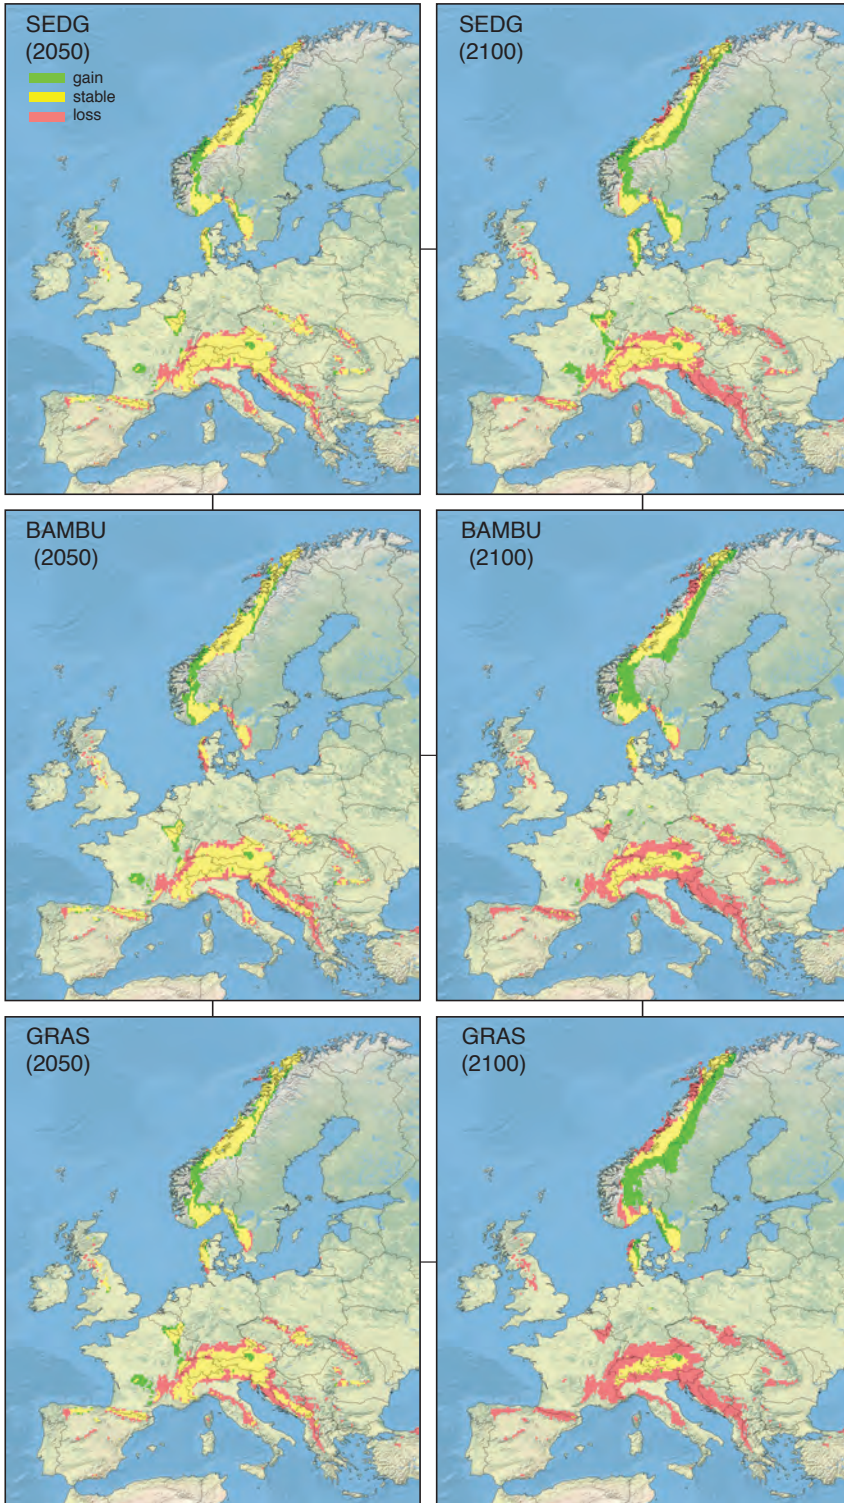 SEDG
(2050)
gain
stable
loss
SEDG
(2100)
BAMBU
(2050)
BAMBU
(2100)
GRAS
(2050)
GRAS
(2100)